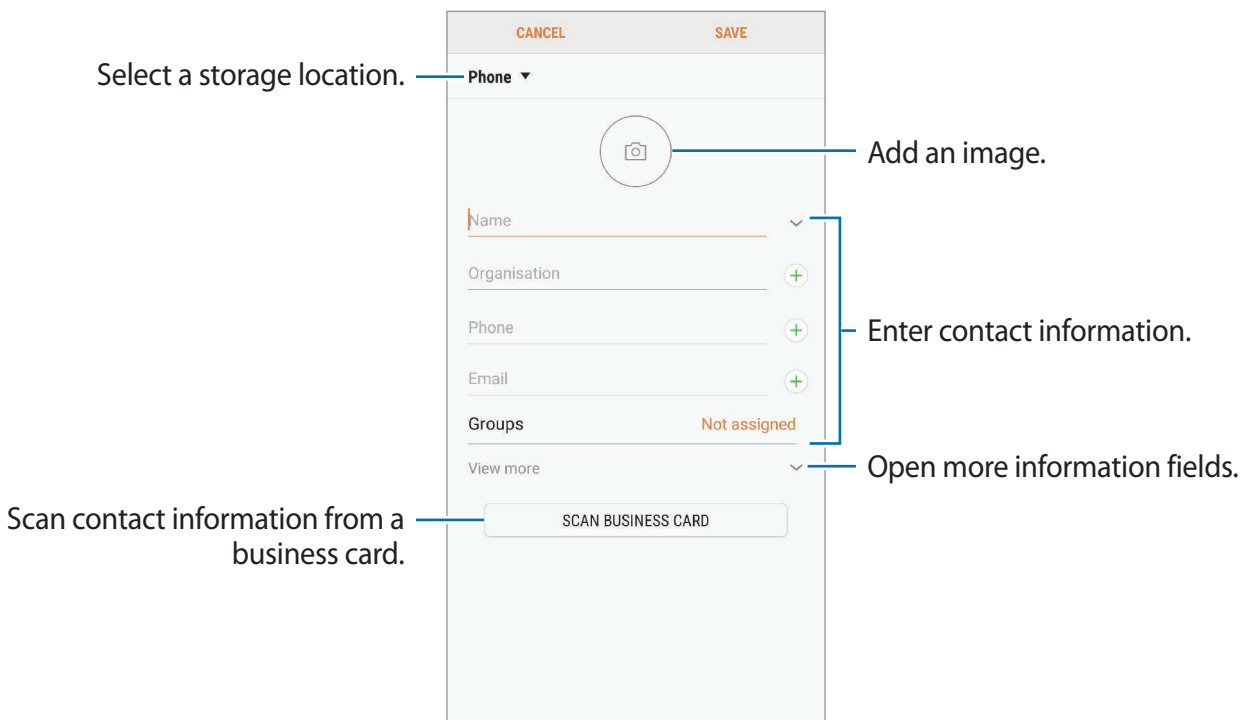 CANCEL SAVE
Select a storage location.
Phone
Add an image.
Name
Organisation
Phone
Enter contact information.
Email
Groups Not assigned
View more
Open more information fields.
Scan contact information from a
business card.
SCAN BUSINESS CARD